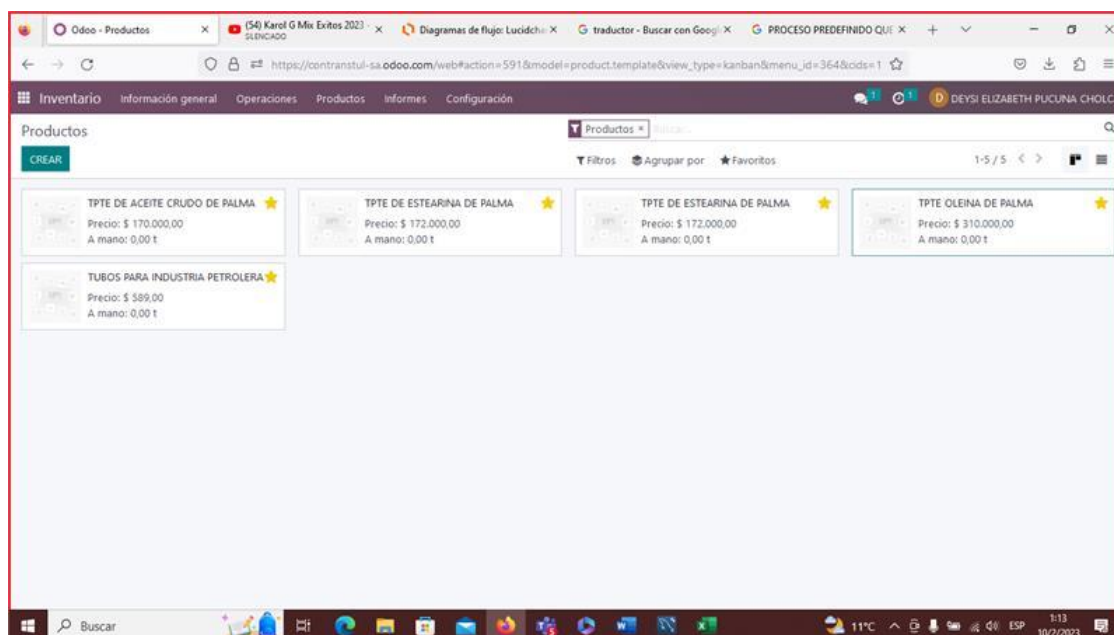 Odoo - Productos
(54) Karol G Mix Exitos 2023 -
SILENCIADO
Diagramas de flujo: Lucidcha
traductor - Buscar con Googl
PROCESO PREDEFINIDO QUE
https://contranstul-sa.odoo.com/web#action=591&model=product.template&view_type=kanban&menu_id=364&cids=1
Inventario Información general Operaciones Productos Informes Configuración 1 1 D DEYSI ELIZABETH PUCUNA CHOLO
Productos
Productos × Buscar...
CREAR
Filtros Agrupar por Favoritos 1-5 / 5
TPTE DE ACEITE CRUDO DE PALMA
Precio: $ 170.000,00
A mano: 0,00 t
TPTE DE ESTEARINA DE PALMA
Precio: $ 172.000,00
A mano: 0,00 t
TPTE DE ESTEARINA DE PALMA
Precio: $ 172.000,00
A mano: 0,00 t
TPTE OLEINA DE PALMA
Precio: $ 310.000,00
A mano: 0,00 t
TUBOS PARA INDUSTRIA PETROLERA
Precio: $ 589,00
A mano: 0,00 t
Buscar
11°C
ESP
1:13
10/2/2023